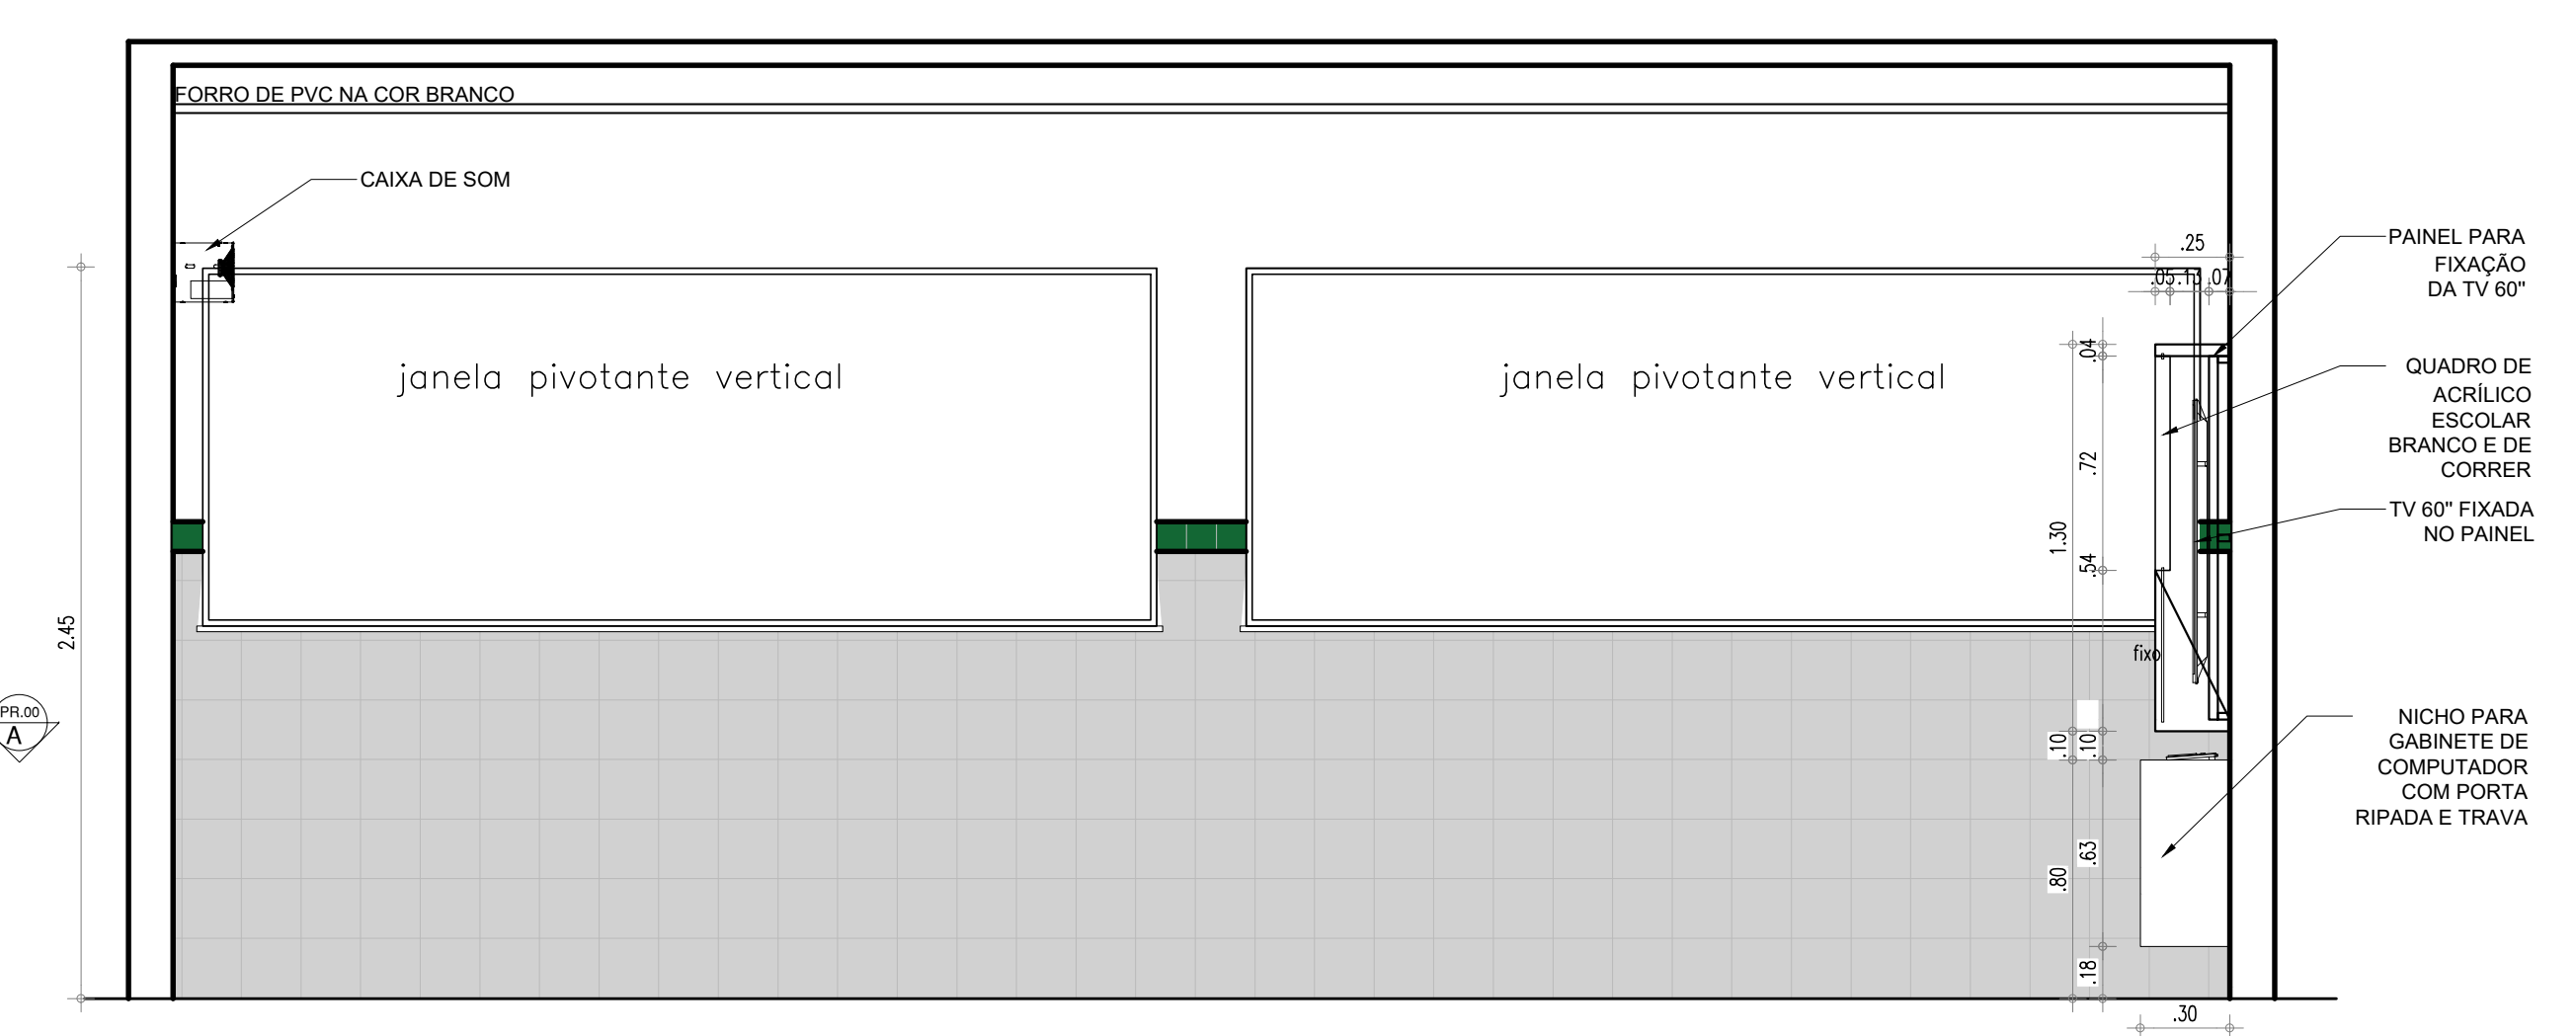 FORRO DE PVC NA COR BRANCO
CAIXA DE SOM
janela pivotante vertical
janela pivotante vertical
.25
.05 .13 .07
PAINEL PARA
FIXAÇÃO
DA TV 60"
QUADRO DE
ACRÍLICO
ESCOLAR
BRANCO E DE
CORRER
TV 60" FIXADA
NO PAINEL
NICHO PARA
GABINETE DE
COMPUTADOR
COM PORTA
RIPADA E TRAVA
.04
.72
1.30
.54
fixo
.10
.10
.63
.80
.18
.30
2.45
PR.00
A